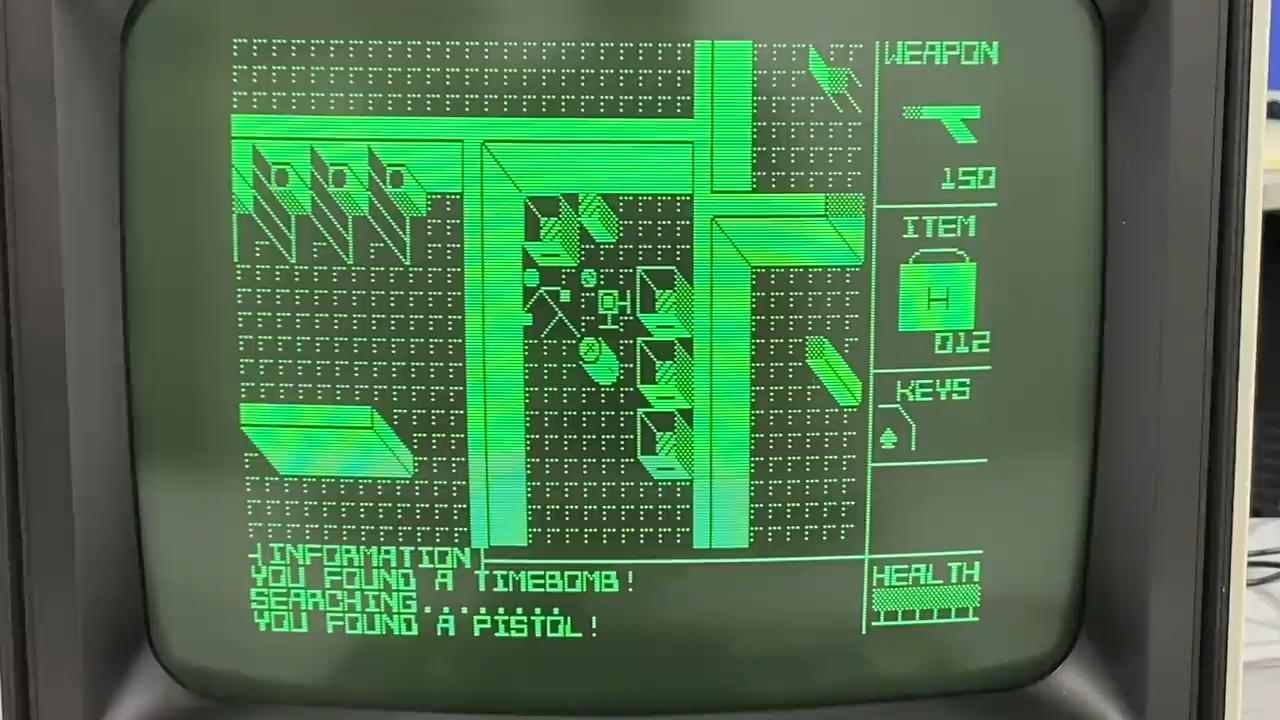 WEAPON
150
ITEM
H
012
KEYS
INFORMATION
YOU FOUND A TIMEBOMB!
SEARCHING........
YOU FOUND A PISTOL!
HEALTH